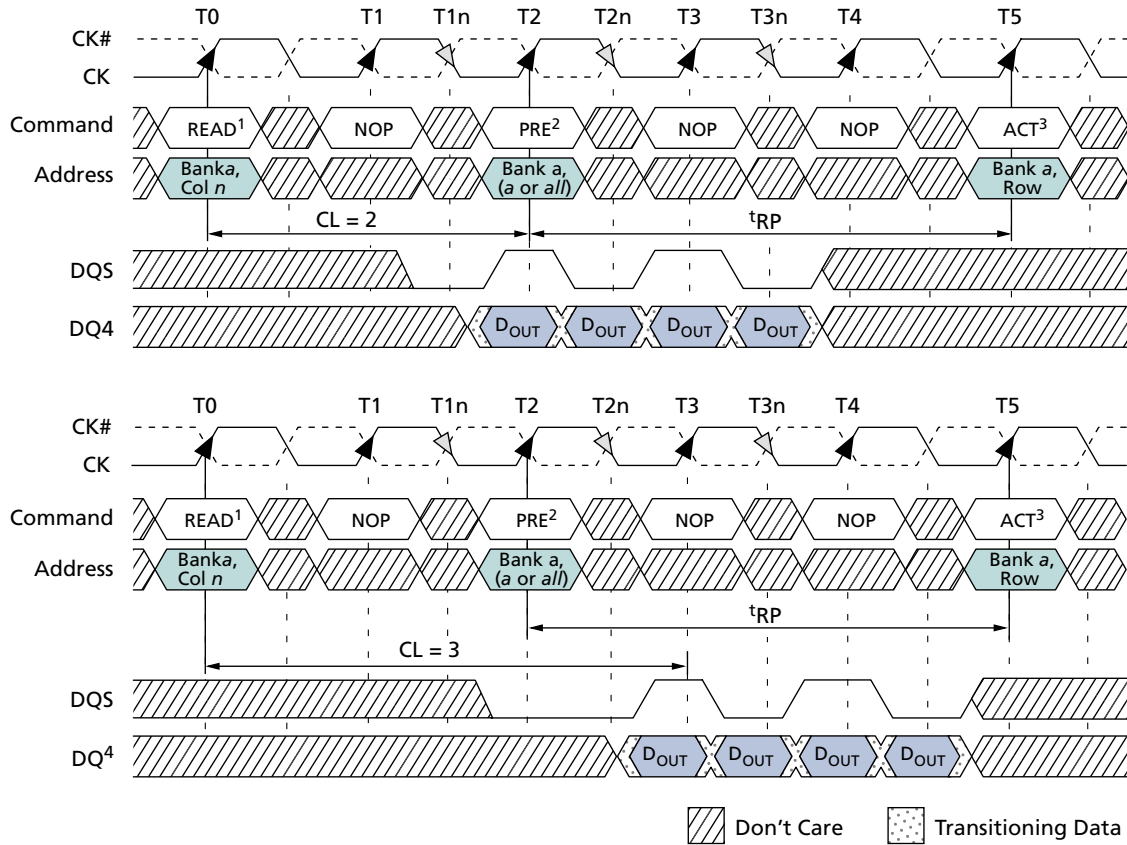 T0 T1 T1n T2 T2n T3 T3n T4 T5
CK#
CK
Command READ¹ NOP PRE² NOP NOP ACT³
Address Banka, Col n Bank a, (a or all) Bank a, Row
CL = 2 ᵗRP
DQS
DQ4 DOUT DOUT DOUT DOUT
T0 T1 T1n T2 T2n T3 T3n T4 T5
CK#
CK
Command READ¹ NOP PRE² NOP NOP ACT³
Address Banka, Col n Bank a, (a or all) Bank a, Row
ᵗRP
CL = 3
DQS
DQ⁴ DOUT DOUT DOUT DOUT
Don't Care Transitioning Data